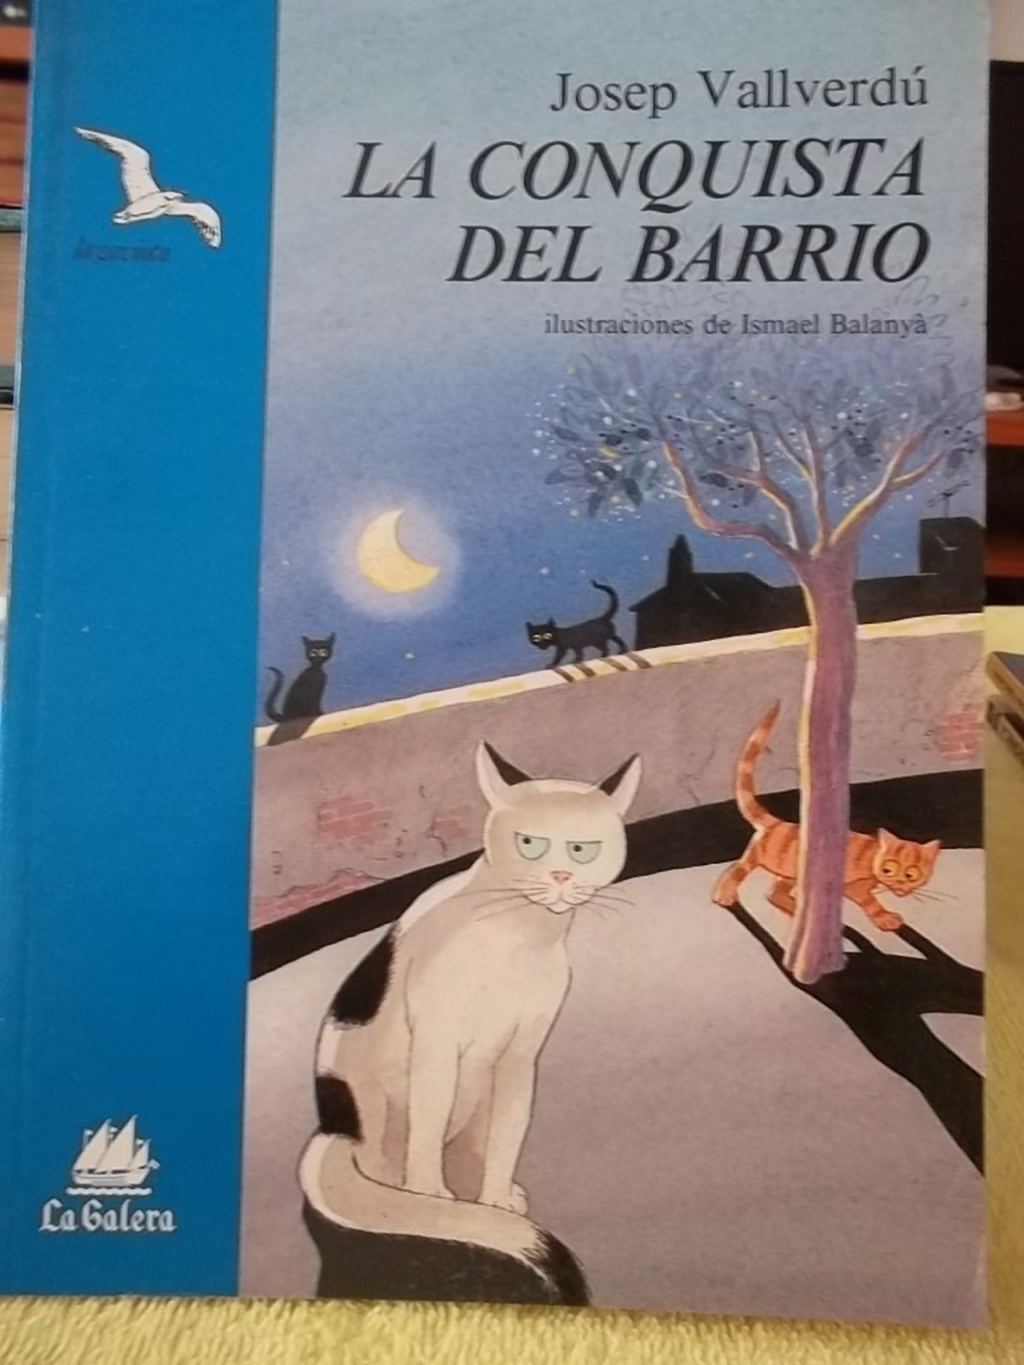 Josep Vallverdú
LA CONQUISTA
DEL BARRIO
ilustraciones de Ismael Balanyà
La Galera